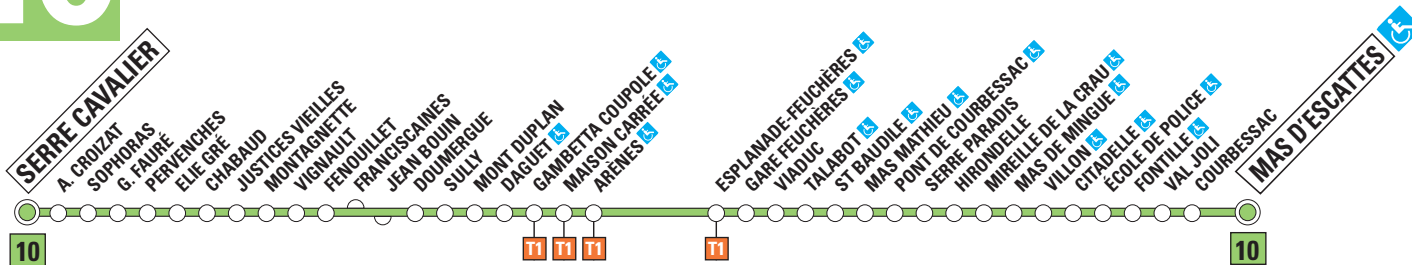 10
SERRE CAVALIER
A. CROIZAT
SOPHORAS
G. FAURÉ
PERVENCHES
ELIE GRÉ
CHABAUD
JUSTICES VIEILLES
MONTAGNETTE
VIGNAULT
FENOUILLET
FRANCISCAINES
JEAN BOUIN
DOUMERGUE
SULLY
MONT DUPLAN
DAGUET
GAMBETTA COUPOLE
MAISON CARRÉE
ARÈNES
ESPLANADE-FEUCHÈRES
GARE FEUCHÈRES
VIADUC
TALABOT
ST BAUDILE
MAS MATHIEU
PONT DE COURBESSAC
SERRE PARADIS
HIRONDELLE
MIREILLE DE LA CRAU
MAS DE MINGUE
VILLON
CITADELLE
ÉCOLE DE POLICE
FONTILLE
VAL JOLI
COURBESSAC
MAS D'ESCATTES
10
T1
T1
T1
T1
10